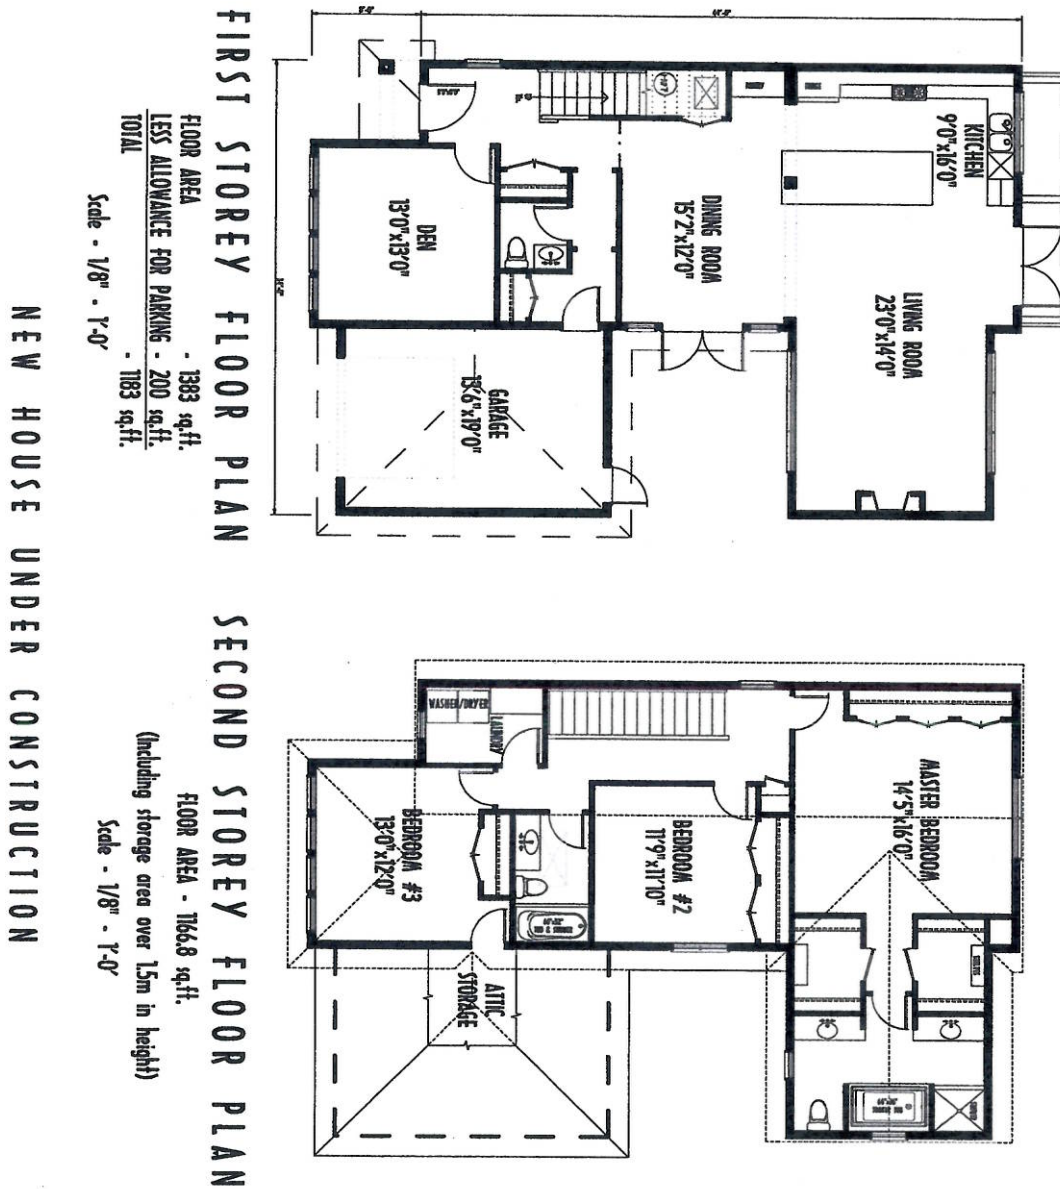 KITCHEN
9'0"x16'0"
LIVING ROOM
23'0"x14'0"
DINING ROOM
15'2"x12'0"
DEN
13'0"x13'0"
GARAGE
13'6"x19'0"
FIRST STOREY FLOOR PLAN
FLOOR AREA - 1383 sq.ft.
LESS ALLOWANCE FOR PARKING - 200 sq.ft.
TOTAL - 1183 sq.ft.
Scale - 1/8" - 1'-0'
MASTER BEDROOM
14'5"x16'0"
BEDROOM #2
11'9"x11'10"
BEDROOM #3
13'0"x12'0"
WASHER/DRYER
LAUNDRY
ATTIC
STORAGE
SECOND STOREY FLOOR PLAN
FLOOR AREA - 1166.8 sq.ft.
(Including storage area over 1.5m in height)
Scale - 1/8" - 1'-0'
NEW HOUSE UNDER CONSTRUCTION